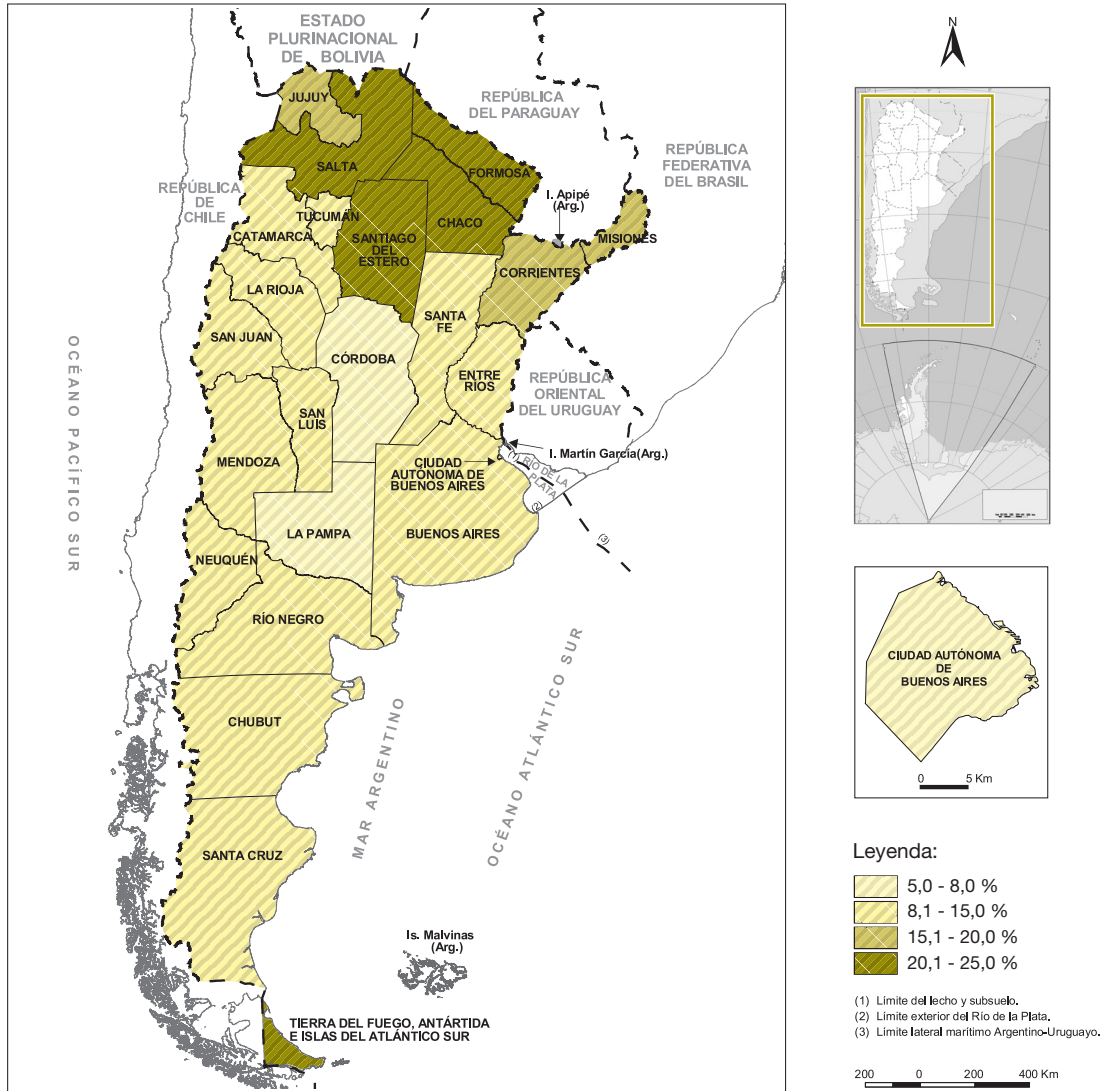 ESTADO
PLURINACIONAL
DE BOLIVIA
REPÚBLICA
DEL PARAGUAY
REPÚBLICA
FEDERATIVA
DEL BRASIL
REPÚBLICA
DE
CHILE
JUJUY
SALTA
FORMOSA
I. Apipé
(Arg.)
CHACO
MISIONES
TUCUMÁN
CATAMARCA
SANTIAGO
DEL
ESTERO
CORRIENTES
LA RIOJA
SANTA
FE
SAN JUAN
CÓRDOBA
ENTRE
RÍOS
REPÚBLICA
ORIENTAL
DEL URUGUAY
SAN
LUIS
MENDOZA
I. Martín García(Arg.)
CIUDAD
AUTÓNOMA DE
BUENOS AIRES
(1) RÍO DE LA
PLATA
(2)
(3)
LA PAMPA
BUENOS AIRES
NEUQUÉN
RÍO NEGRO
CHUBUT
SANTA CRUZ
OCÉANO PACÍFICO SUR
MAR ARGENTINO
OCÉANO ATLÁNTICO SUR
Is. Malvinas
(Arg.)
TIERRA DEL FUEGO, ANTÁRTIDA
E ISLAS DEL ATLÁNTICO SUR
N
CIUDAD AUTÓNOMA
DE
BUENOS AIRES
0 5 Km
Leyenda:
5,0 - 8,0 %
8,1 - 15,0 %
15,1 - 20,0 %
20,1 - 25,0 %
(1) Límite del lecho y subsuelo.
(2) Límite exterior del Río de la Plata.
(3) Límite lateral marítimo Argentino-Uruguayo.
200 0 200 400 Km